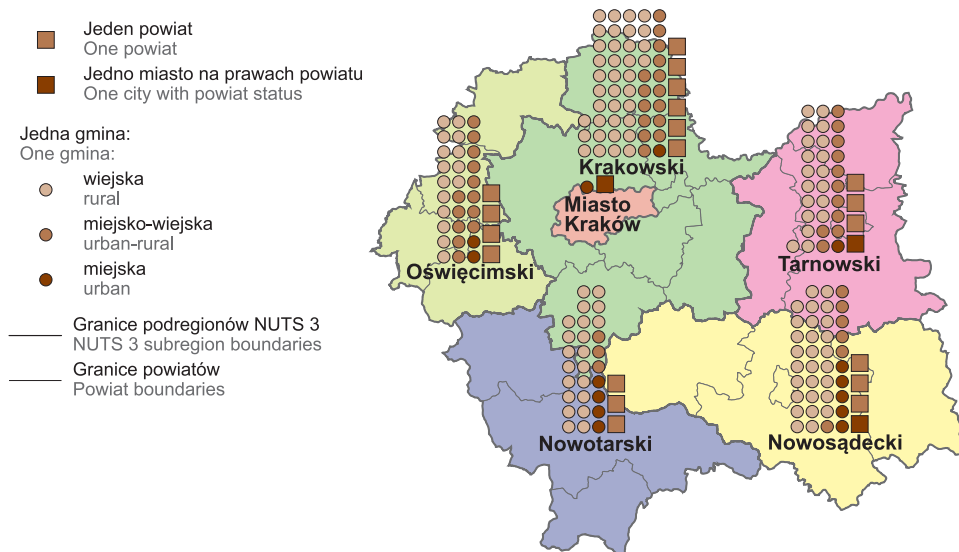 Jeden powiat
One powiat
Jedno miasto na prawach powiatu
One city with powiat status
Jedna gmina:
One gmina:
wiejska
rural
miejsko-wiejska
urban-rural
miejska
urban
Granice podregionów NUTS 3
NUTS 3 subregion boundaries
Granice powiatów
Powiat boundaries
Krakowski
Miasto
Kraków
Oświęcimski
Tarnowski
Nowotarski
Nowosądecki